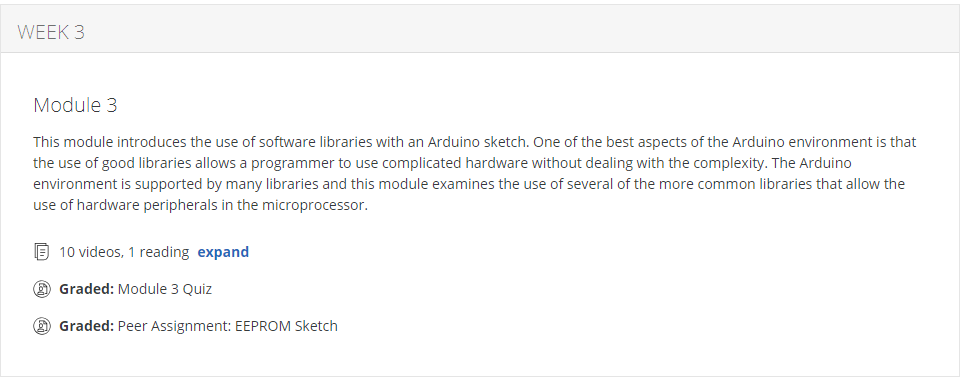 WEEK 3
Module 3
This module introduces the use of software libraries with an Arduino sketch. One of the best aspects of the Arduino environment is that
the use of good libraries allows a programmer to use complicated hardware without dealing with the complexity. The Arduino
environment is supported by many libraries and this module examines the use of several of the more common libraries that allow the
use of hardware peripherals in the microprocessor.
10 videos, 1 reading expand
Graded: Module 3 Quiz
Graded: Peer Assignment: EEPROM Sketch